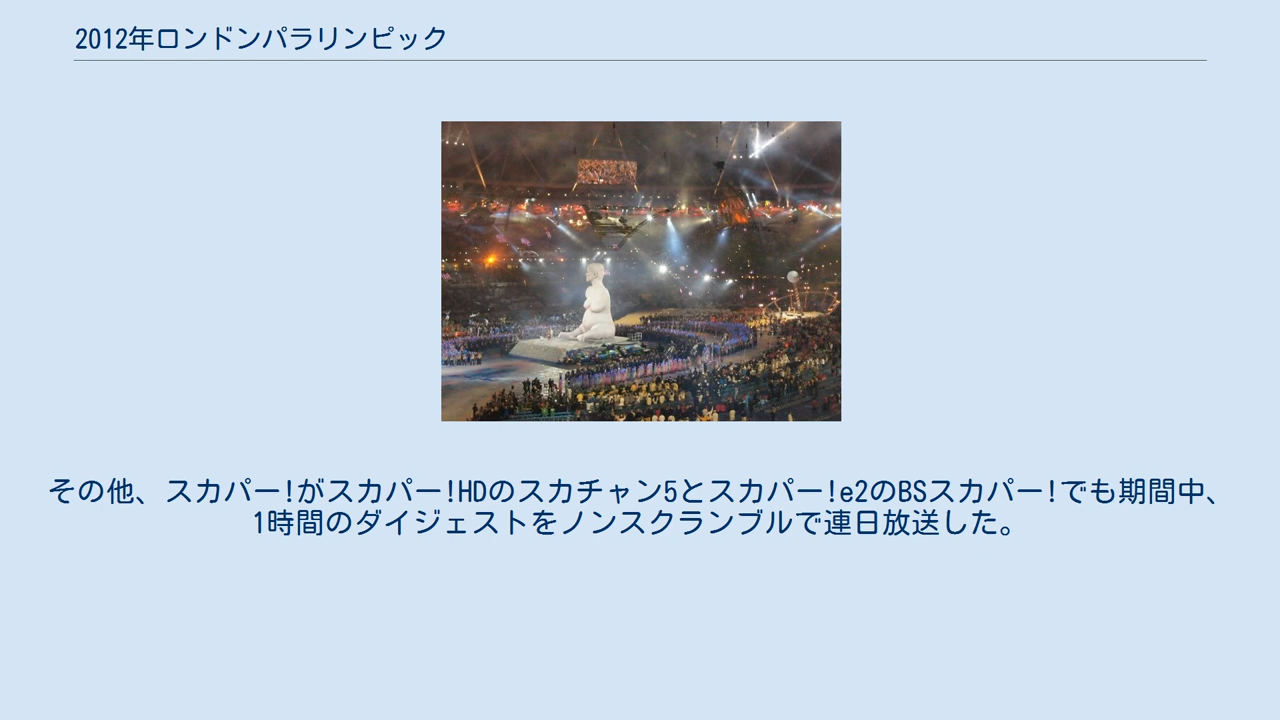 2012年ロンドンパラリンピック
その他、スカパー!がスカパー!HDのスカチャン5とスカパー!e2のBSスカパー!でも期間中、
1時間のダイジェストをノンスクランブルで連日放送した。